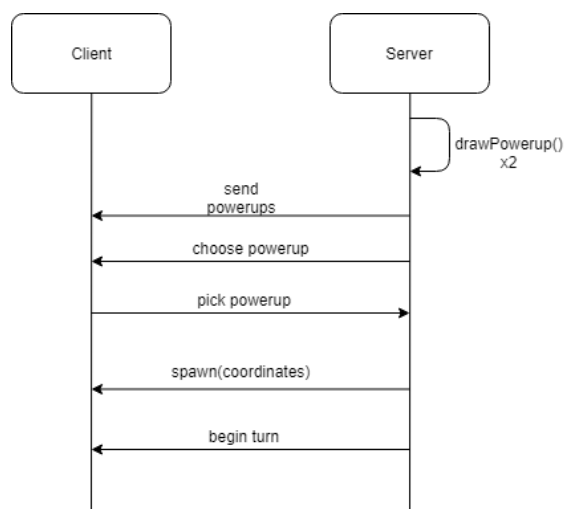 Client
Server
drawPowerup()
x2
send
powerups
choose powerup
pick powerup
spawn(coordinates)
begin turn